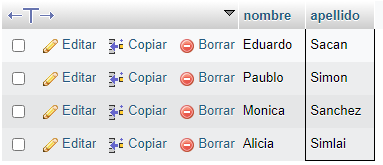 nombre apellido
Editar Copiar Borrar Eduardo Sacan
Editar Copiar Borrar Paublo Simon
Editar Copiar Borrar Monica Sanchez
Editar Copiar Borrar Alicia Simlai